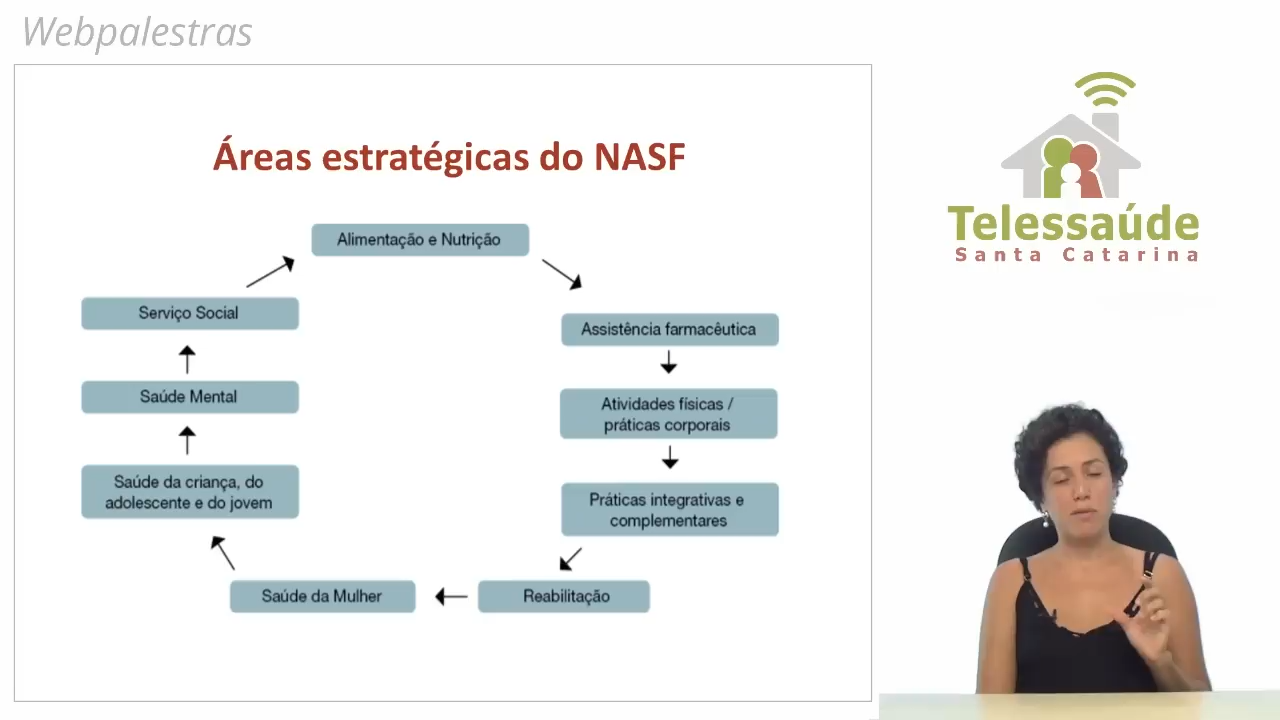 Webpalestras
Áreas estratégicas do NASF
Alimentação e Nutrição
Serviço Social
Assistência farmacêutica
Saúde Mental
Atividades físicas /
práticas corporais
Saúde da criança, do
adolescente e do jovem
Práticas integrativas e
complementares
Saúde da Mulher
Reabilitação
Telessaúde
Santa Catarina